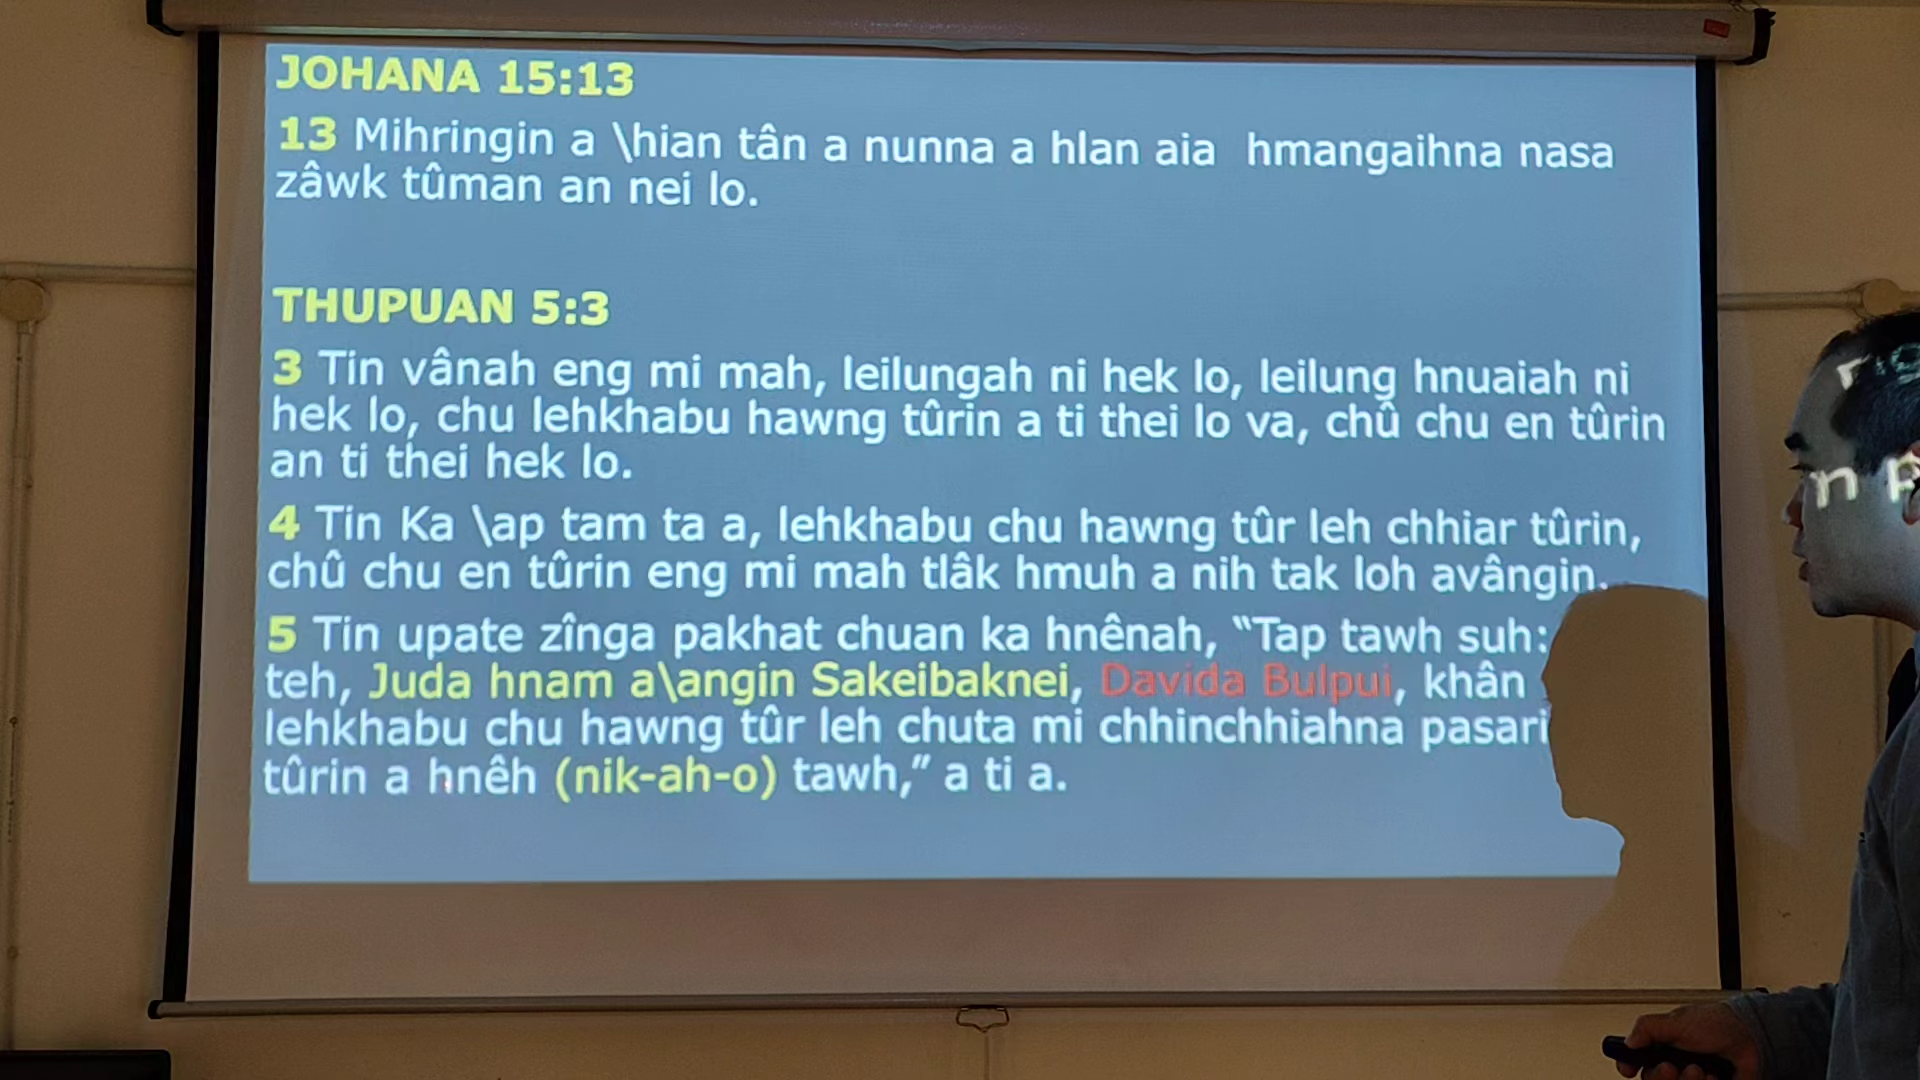 JOHANA 15:13
13 Mihringin a \hian tân a nunna a hlan aia hmangaihna nasa
zâwk tûman an nei lo.
THUPUAN 5:3
3 Tin vânah eng mi mah, leilungah ni hek lo, leilung hnuaiah ni
hek lo, chu lehkhabu hawng tûrin a ti thei lo va, chû chu en tûrin
an ti thei hek lo.
4 Tin Ka \ap tam ta a, lehkhabu chu hawng tûr leh chhiar tûrin,
chû chu en tûrin eng mi mah tlâk hmuh a nih tak loh avângin.
5 Tin upate zînga pakhat chuan ka hnênah, “Tap tawh suh:
teh, Juda hnam a\angin Sakeibaknei, Davida Bulpui, khân
lehkhabu chu hawng tûr leh chuta mi chhinchhiahna pasari
tûrin a hnêh (nik-ah-o) tawh,” a ti a.